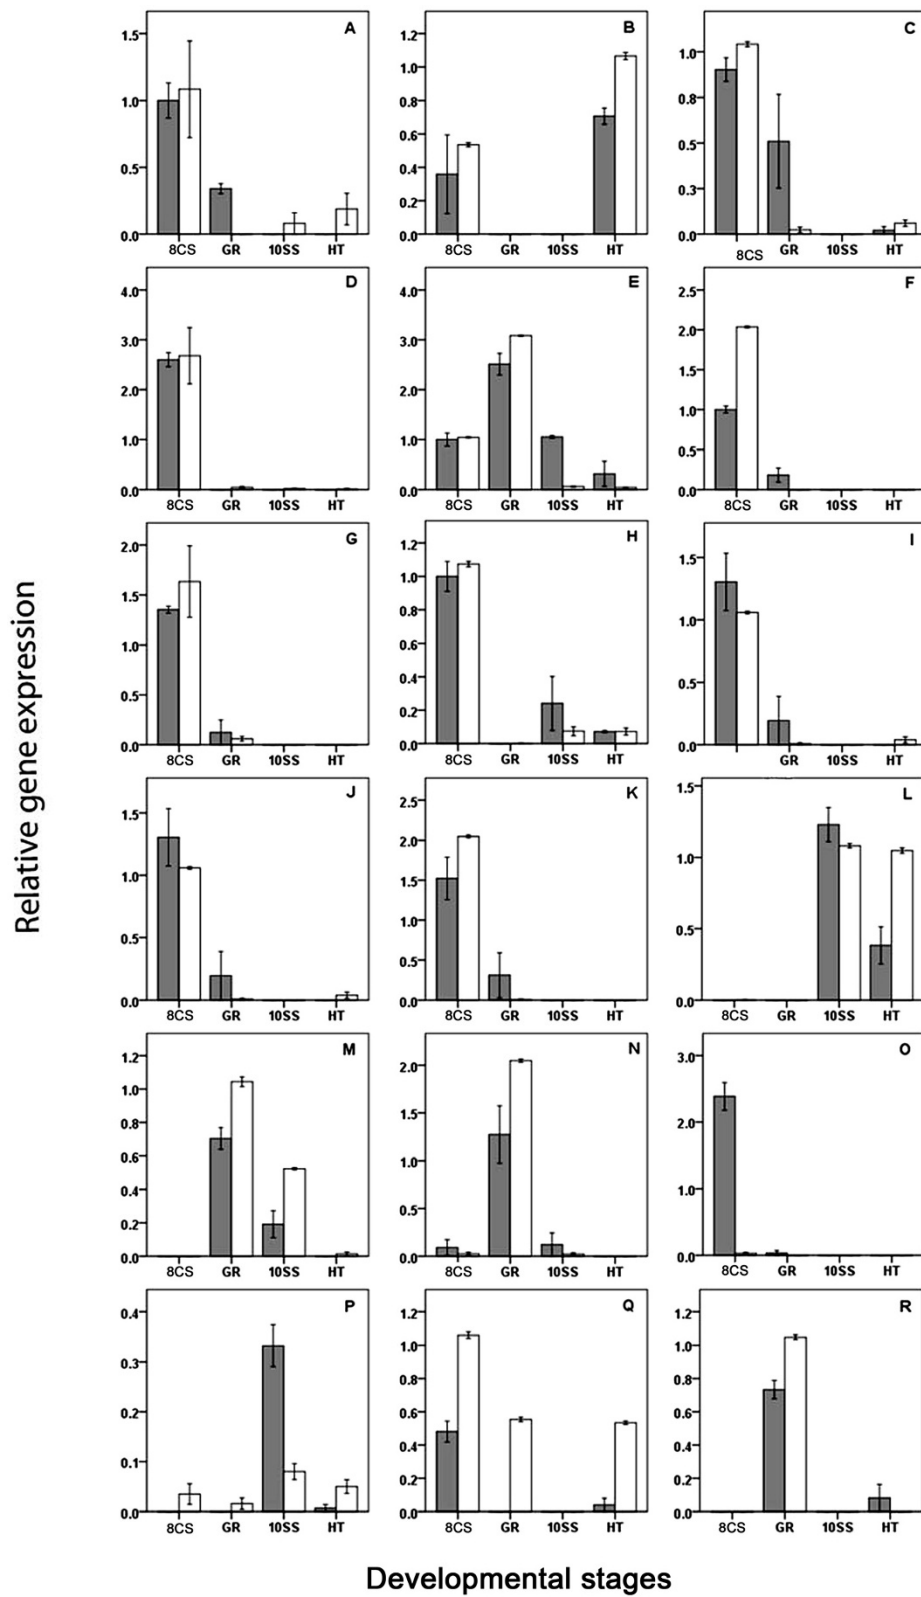 Relative gene expression
A
1.5
1.0
0.5
0.0
8CS GR 10SS HT
B
1.2
1.0
0.8
0.6
0.4
0.2
0.0
8CS GR 10SS HT
C
1.0
0.8
0.5
0.3
0.0
8CS GR 10SS HT
D
4.0
3.0
2.0
1.0
0.0
8CS GR 10SS HT
E
4.0
3.0
2.0
1.0
0.0
8CS GR 10SS HT
F
2.5
2.0
1.5
1.0
0.5
0.0
8CS GR 10SS HT
G
2.0
1.5
1.0
0.5
0.0
8CS GR 10SS HT
H
1.2
1.0
0.8
0.6
0.4
0.2
0.0
8CS GR 10SS HT
I
1.5
1.0
0.5
0.0
GR 10SS HT
J
1.5
1.0
0.5
0.0
8CS GR 10SS HT
K
2.5
2.0
1.5
1.0
0.5
0.0
8CS GR 10SS HT
L
1.5
1.0
0.5
0.0
8CS GR 10SS HT
M
1.2
1.0
0.8
0.6
0.4
0.2
0.0
8CS GR 10SS HT
N
2.0
1.5
1.0
0.5
0.0
8CS GR 10SS HT
O
3.0
2.0
1.0
0.0
8CS GR 10SS HT
P
0.4
0.3
0.2
0.1
0.0
8CS GR 10SS HT
Q
1.2
1.0
0.8
0.6
0.4
0.2
0.0
8CS GR 10SS HT
R
1.2
1.0
0.8
0.6
0.4
0.2
0.0
8CS GR 10SS HT
Developmental stages